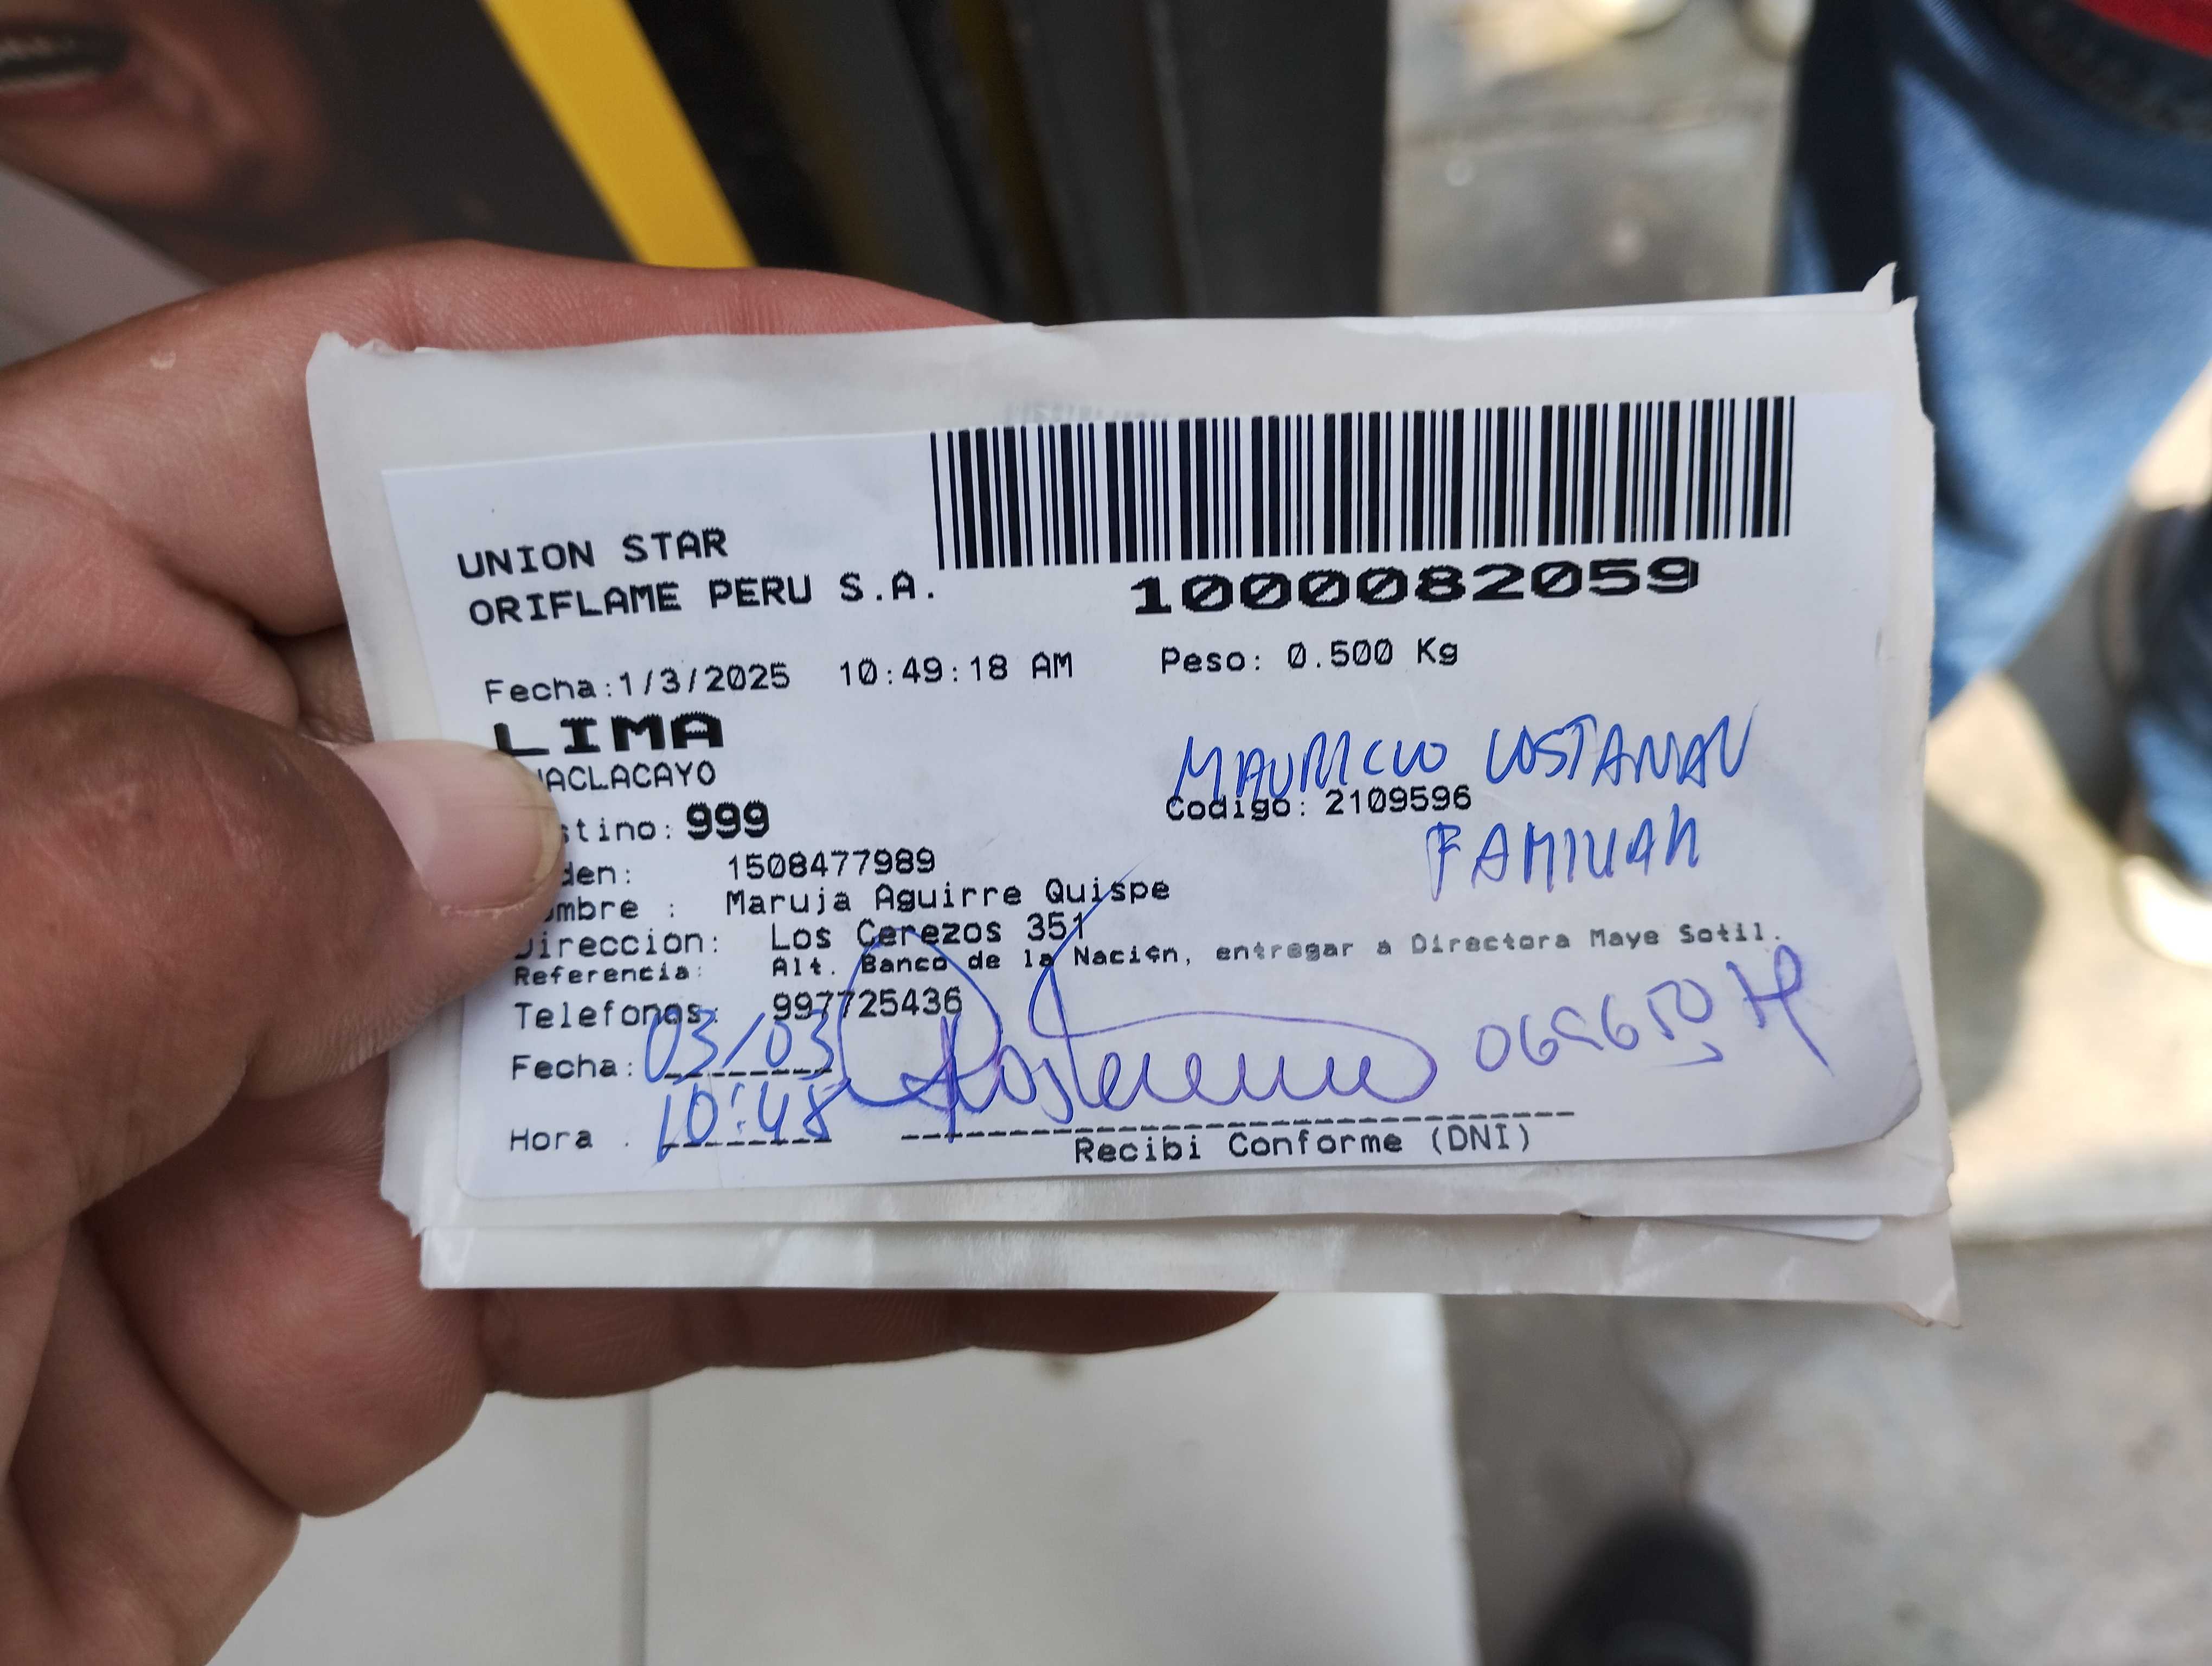 UNION STAR
ORIFLAME PERU S.A.
1000082059
Fecha:1/3/2025 10:49:18 AM Peso: 0.500 Kg
LIMA
ACLACAYO
MAURICIO
Codigo: 2109596
stino: 999
FAMILIAR
den: 1508477989
mbre : Maruja Aguirre Quispe
Direccion: Los Cerezos 351
Referencia: Alt. Banco de la Nación, entregar a Directora Maye Sotil.
Telefonos: 997725436
Fecha: 03/03
Hora : 10:48
Recibi Conforme (DNI)